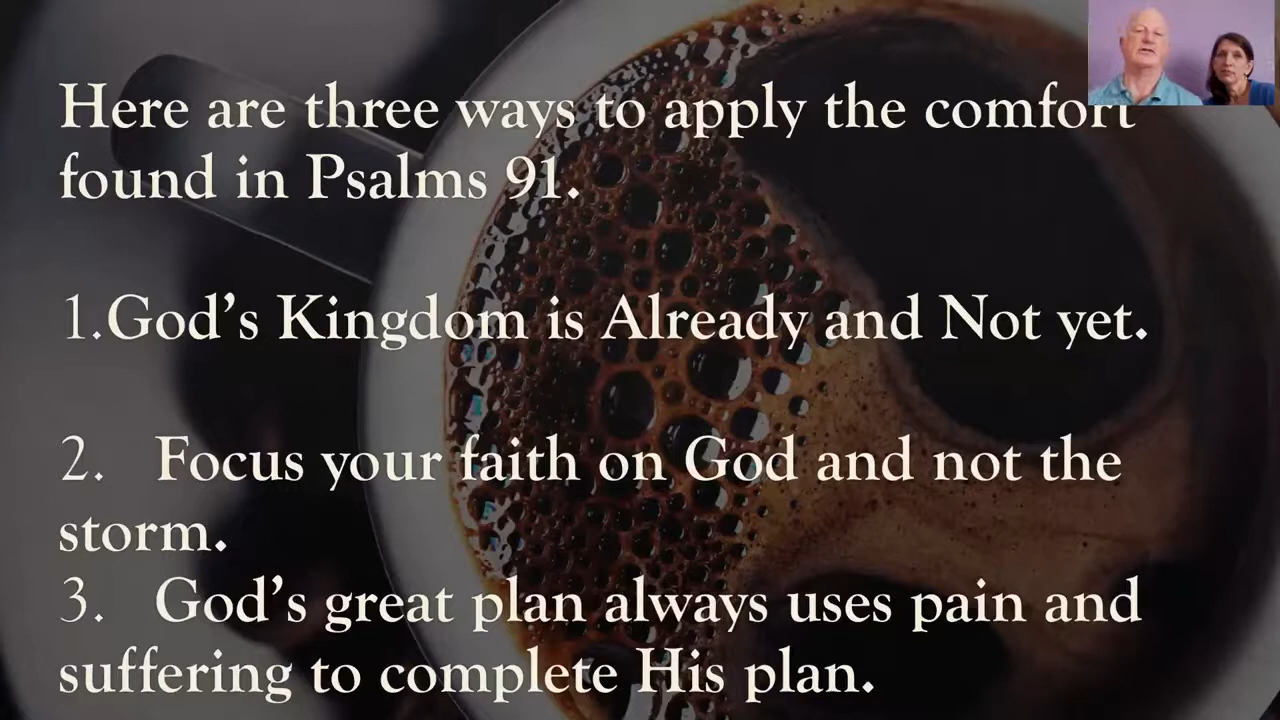 Here are three ways to apply the comfort
found in Psalms 91.
1.God's Kingdom is Already and Not yet.
2. Focus your faith on God and not the
storm.
3. God's great plan always uses pain and
suffering to complete His plan.